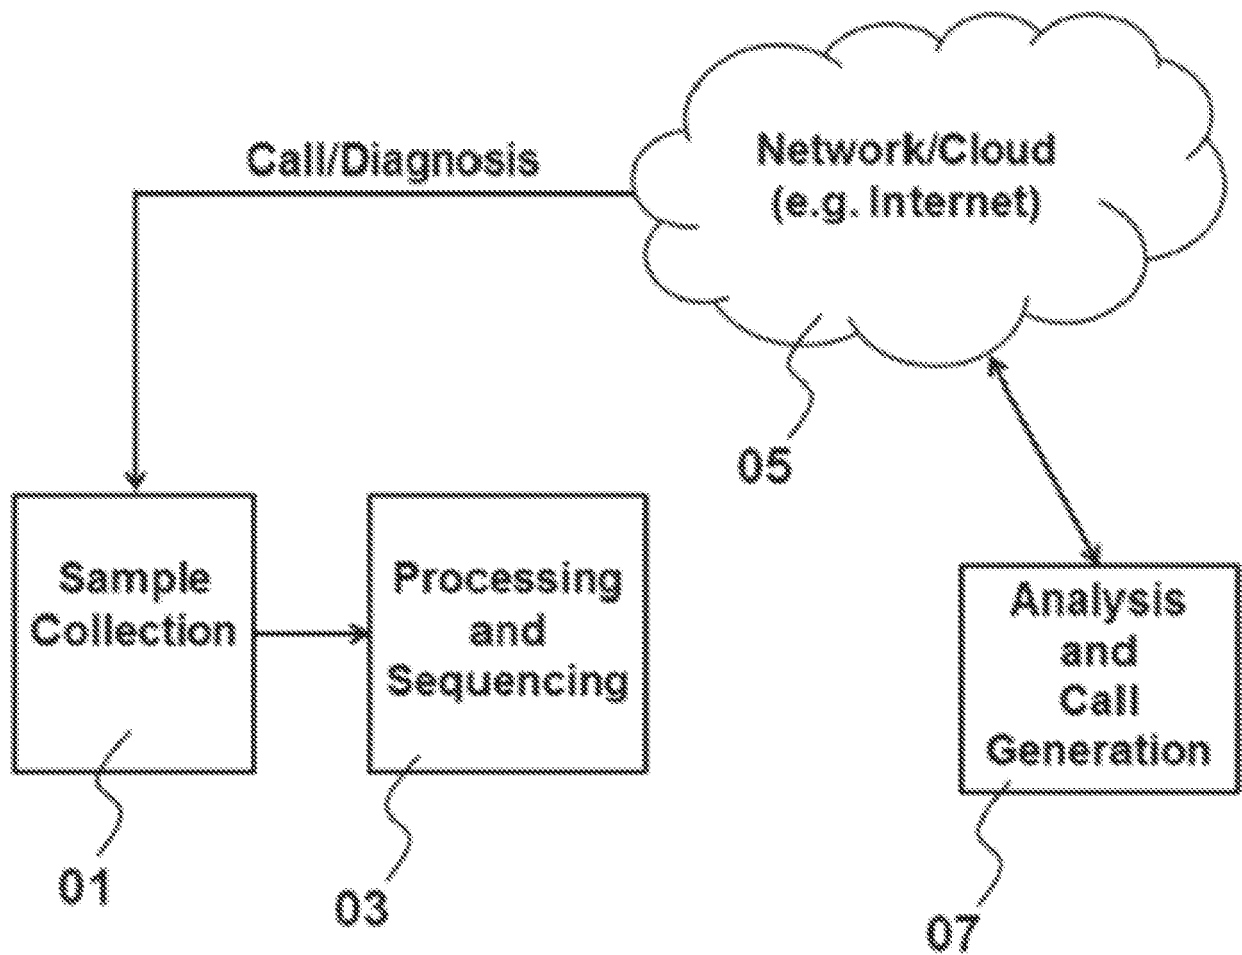 Network/Cloud
(e.g. Internet)
Call/Diagnosis
05
Sample
Collection
01
Processing
and
Sequencing
03
Analysis
and
Call
Generation
07